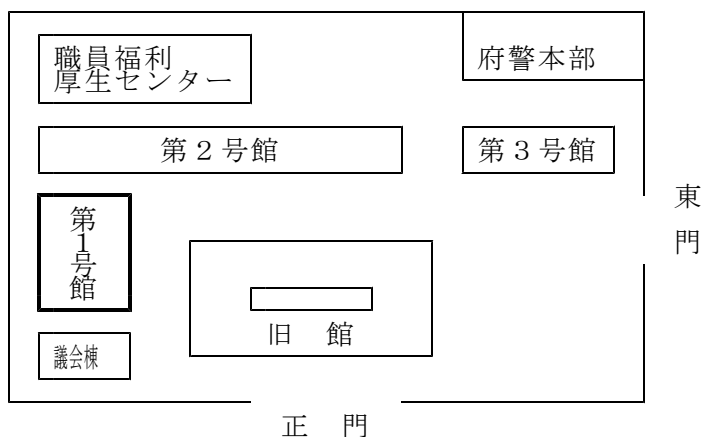 職員福利
厚生センター
府警本部
第２号館
第３号館
東
門
第
１
号
館
旧　館
議会棟
正　門